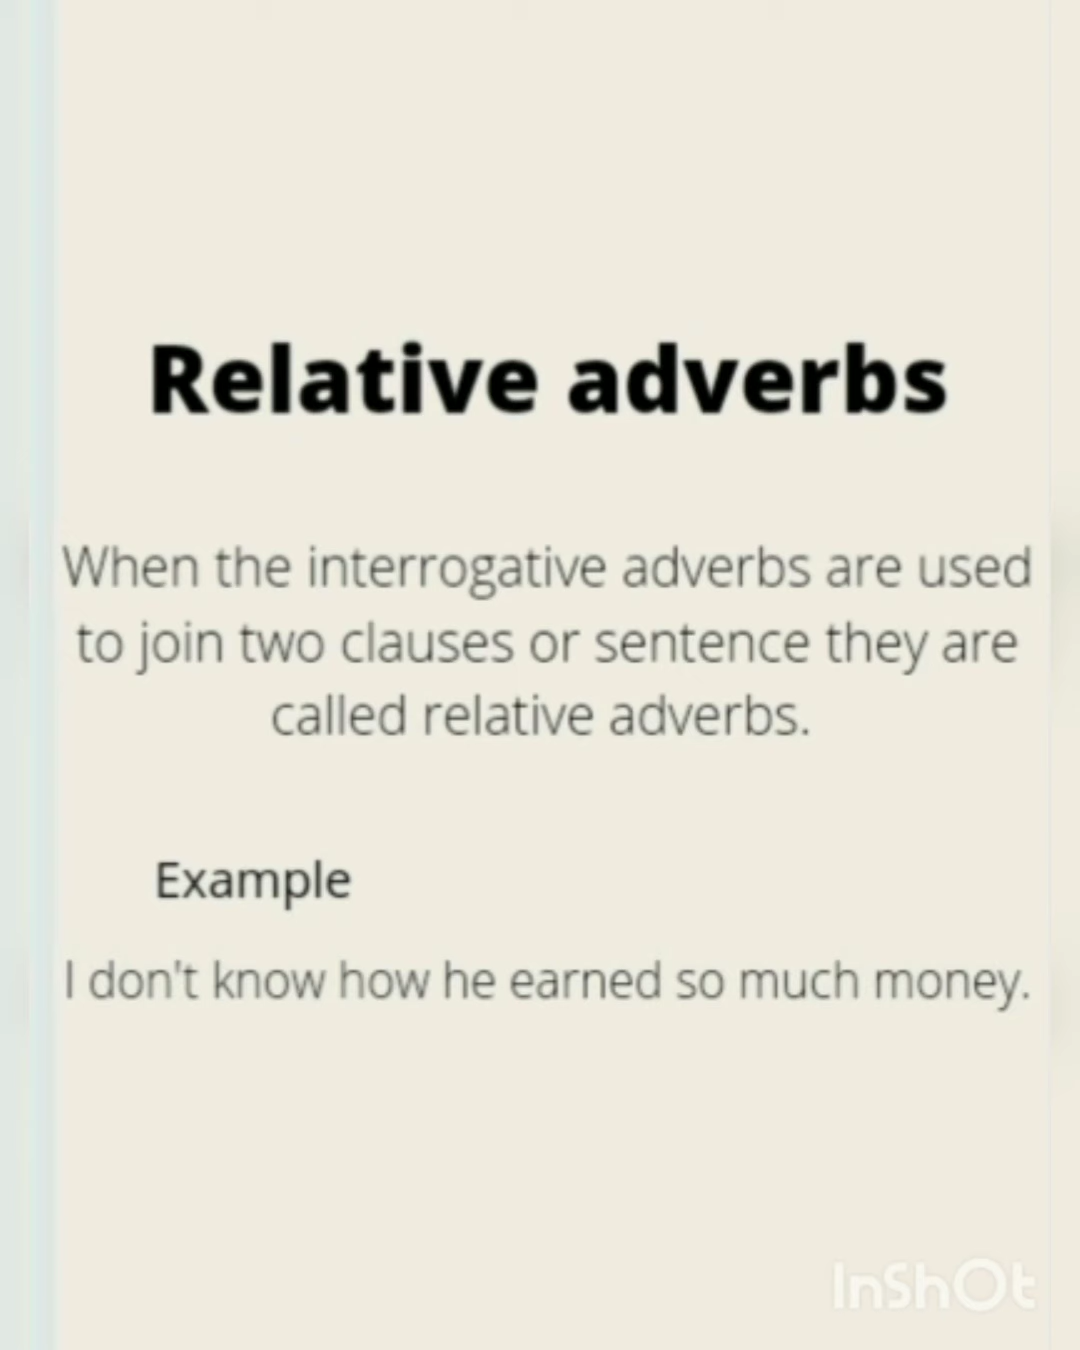 Relative adverbs
When the interrogative adverbs are used
to join two clauses or sentence they are
called relative adverbs.
Example
I don't know how he earned so much money.
InShOt